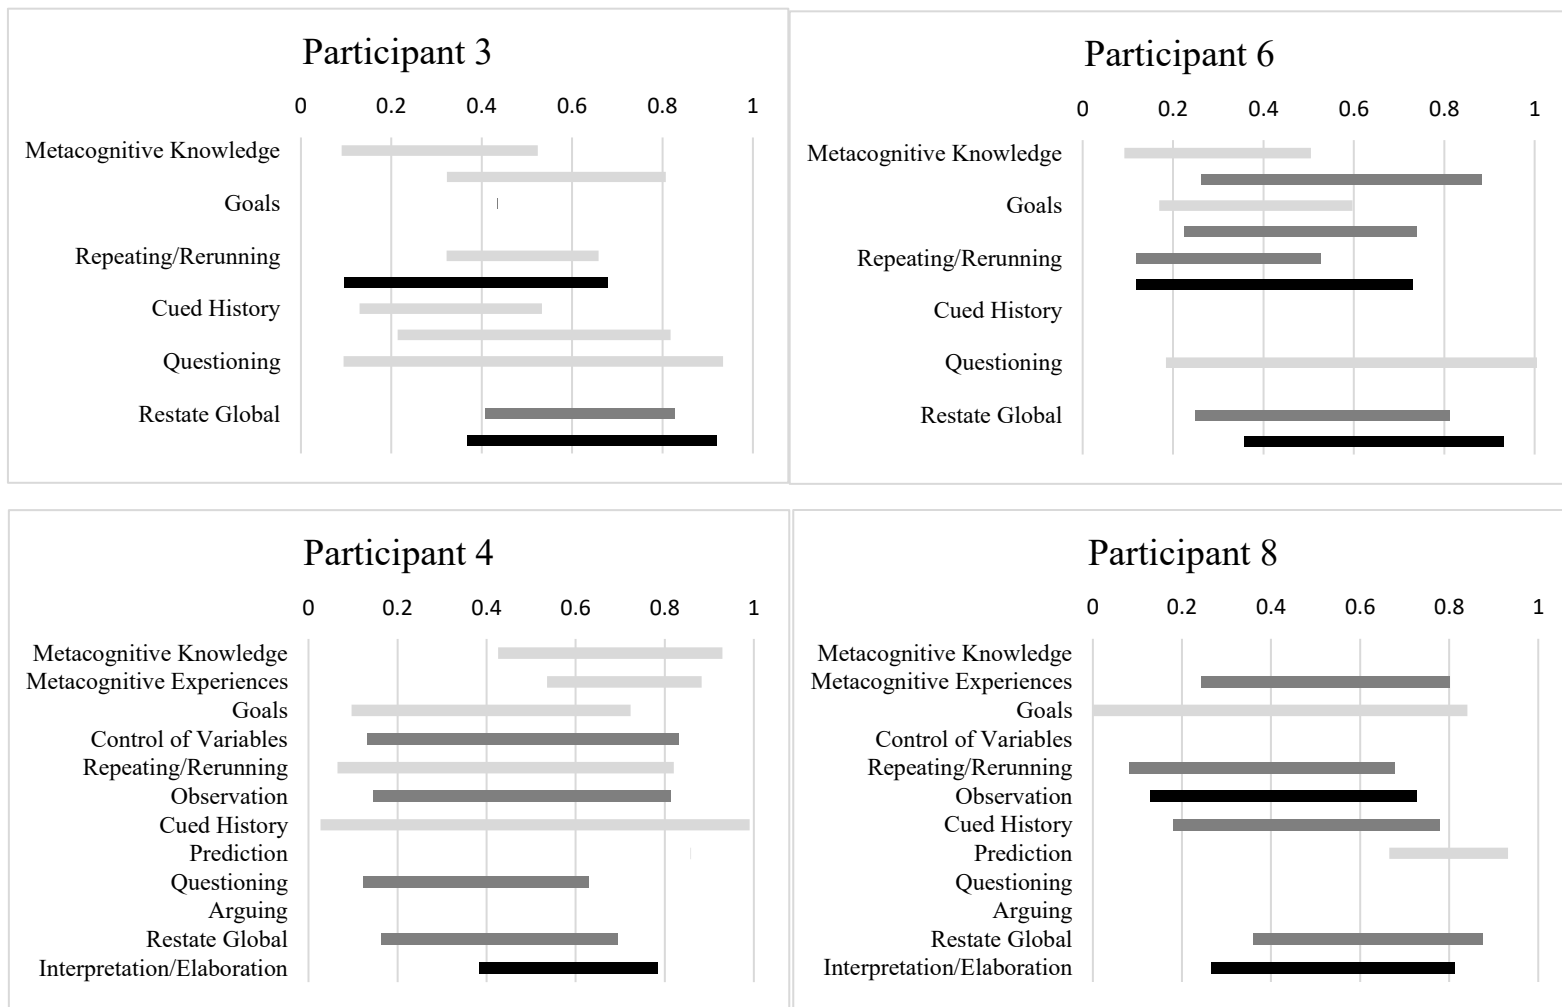 Participant 3
0 0.2 0.4 0.6 0.8 1
Metacognitive Knowledge
Goals
Repeating/Rerunning
Cued History
Questioning
Restate Global
Participant 6
0 0.2 0.4 0.6 0.8 1
Metacognitive Knowledge
Goals
Repeating/Rerunning
Cued History
Questioning
Restate Global
Participant 4
0 0.2 0.4 0.6 0.8 1
Metacognitive Knowledge
Metacognitive Experiences
Goals
Control of Variables
Repeating/Rerunning
Observation
Cued History
Prediction
Questioning
Arguing
Restate Global
Interpretation/Elaboration
Participant 8
0 0.2 0.4 0.6 0.8 1
Metacognitive Knowledge
Metacognitive Experiences
Goals
Control of Variables
Repeating/Rerunning
Observation
Cued History
Prediction
Questioning
Arguing
Restate Global
Interpretation/Elaboration